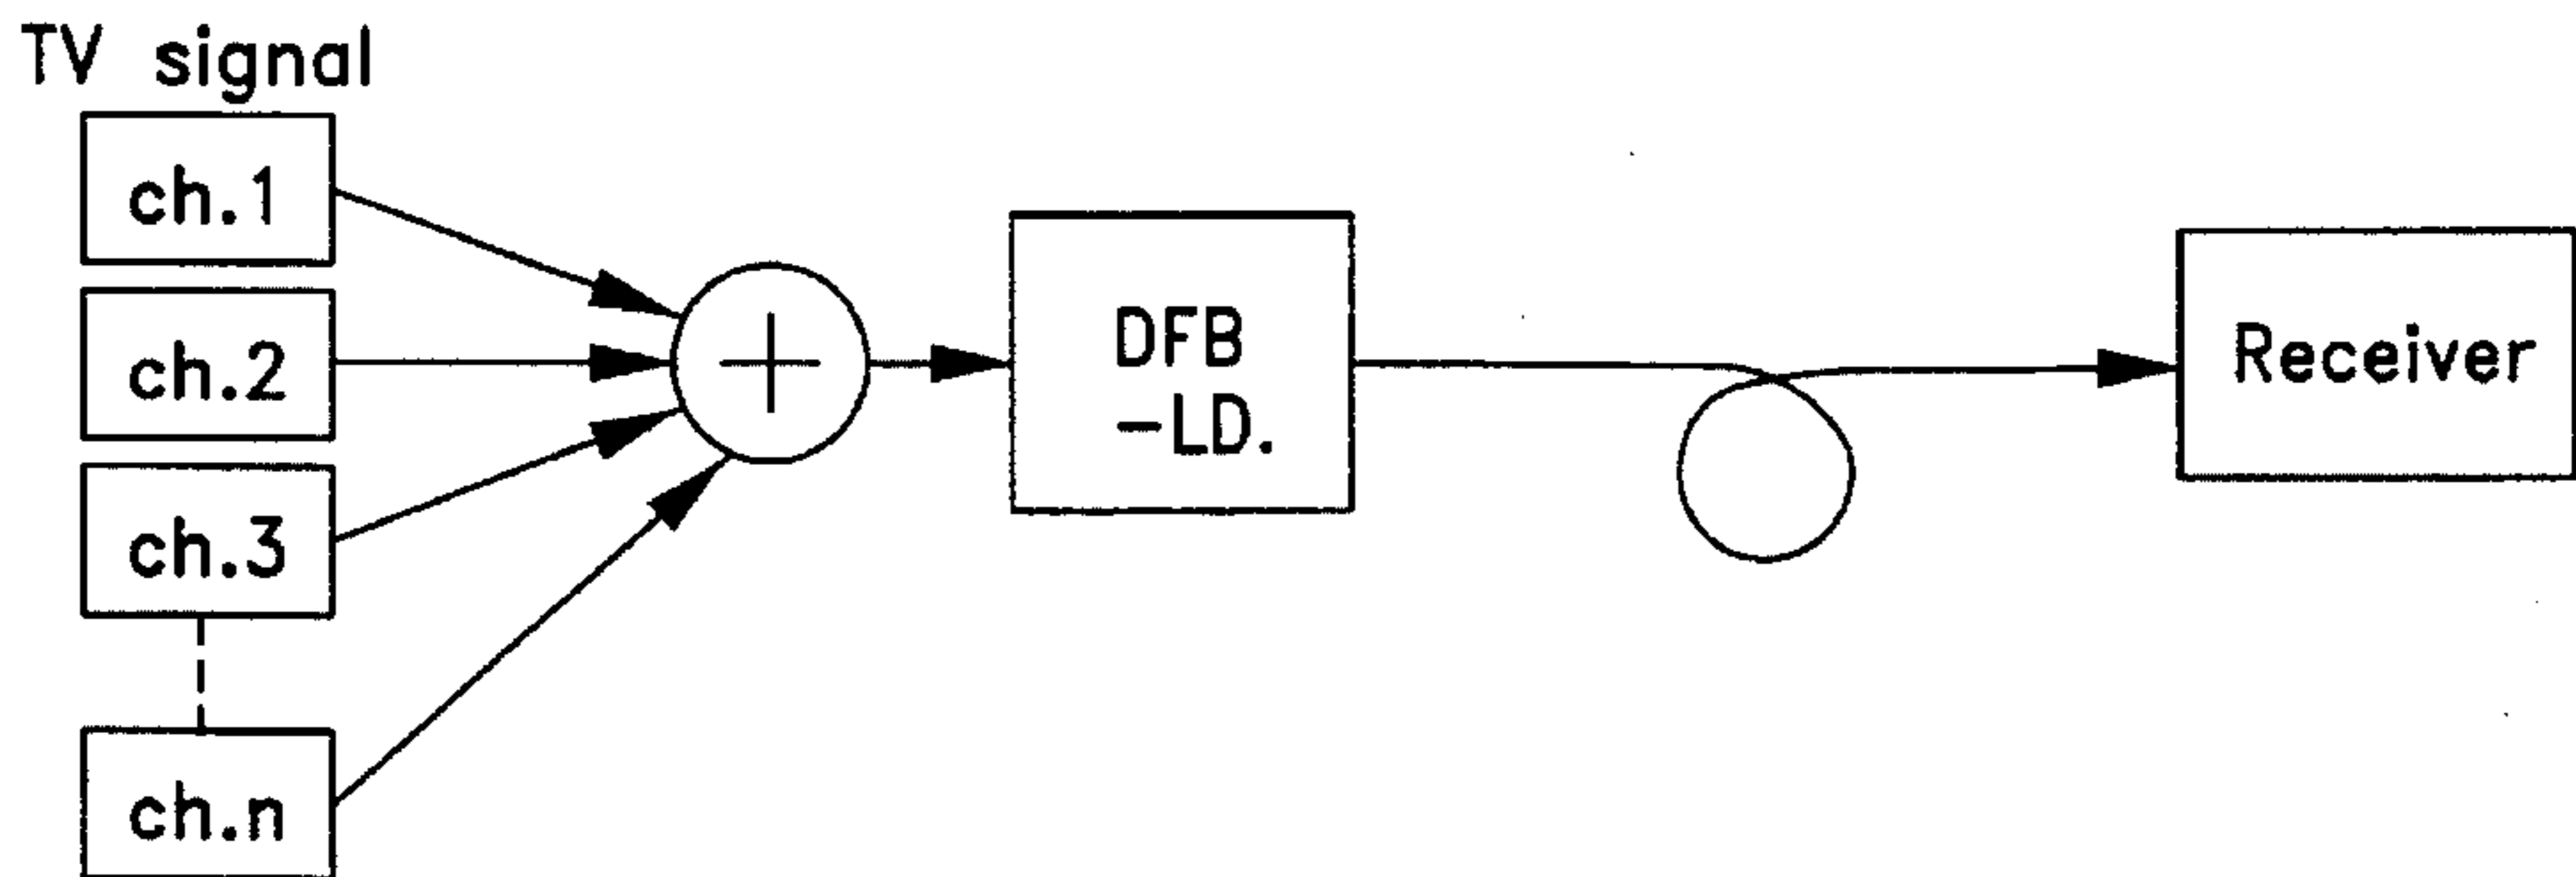 TV signal
ch.1
ch.2
ch.3
ch.n
+
DFB
-LD.
Receiver